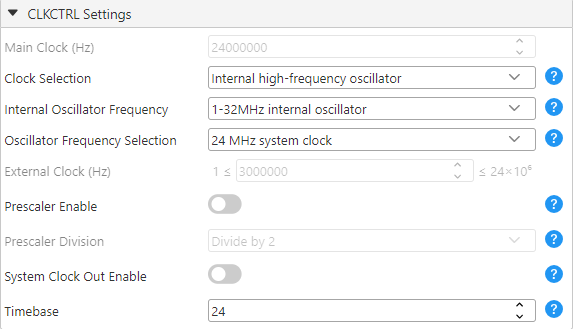 CLKCTRL Settings
Main Clock (Hz) 24000000
Clock Selection Internal high-frequency oscillator ?
Internal Oscillator Frequency 1-32MHz internal oscillator ?
Oscillator Frequency Selection 24 MHz system clock ?
External Clock (Hz) 1 ≤ 3000000 ≤ 24×10⁶
Prescaler Enable ?
Prescaler Division Divide by 2 ?
System Clock Out Enable ?
Timebase 24 ?